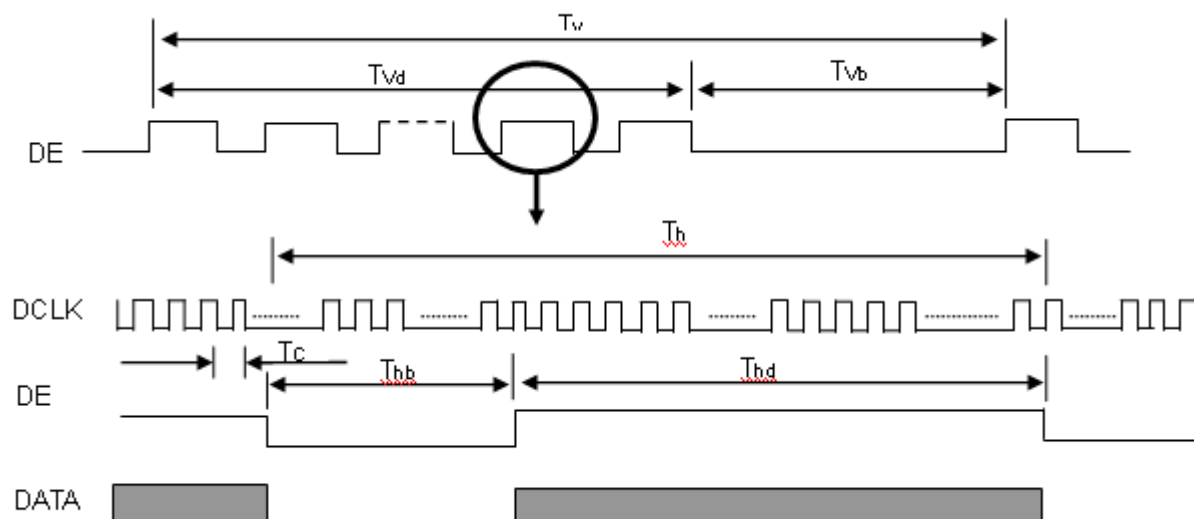 Tv
Tvd
Tvb
DE
Th
DCLK
Tc
Thb
Thd
DE
DATA